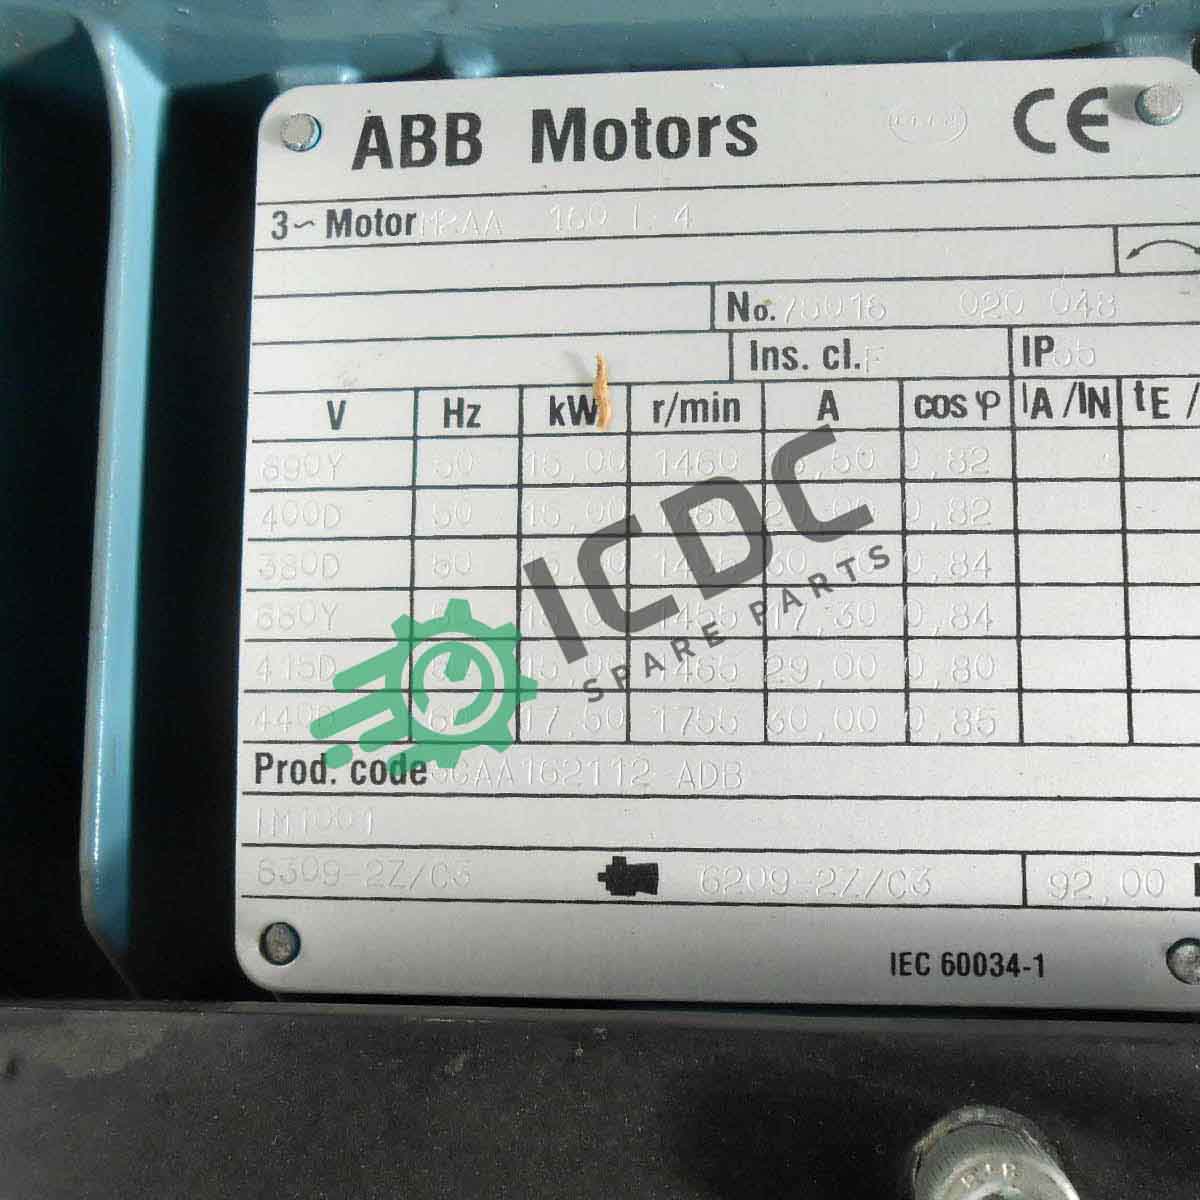 ABB Motors CE
3~ Motor M2AA 160 L 4
No. 020 048
Ins. cl. F IP 55
V Hz kW r/min A cos φ IA/IN tE/
690Y 50 15,00 1460 0,82
400D 50 15,00 0,82
380D 50 0,84
660Y 1455 17,30 0,84
415D 15,00 1465 29,00 0,80
440D 60 17,50 1755 30,00 0,85
Prod. code 3GAA162112-ADB
IM1001
6309-2Z/C3 6209-2Z/C3 92,00
IEC 60034-1
ICDC
SPARE PARTS